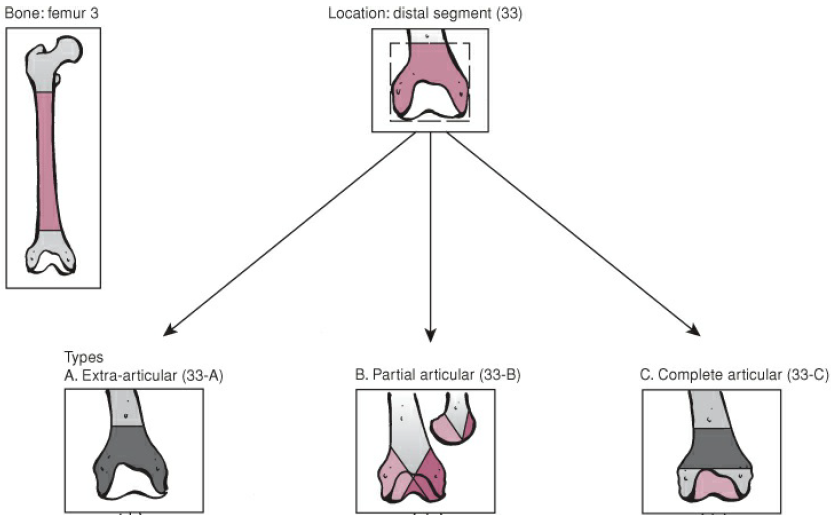 Bone: femur 3
Location: distal segment (33)
Types
A. Extra-articular (33-A)
B. Partial articular (33-B)
C. Complete articular (33-C)